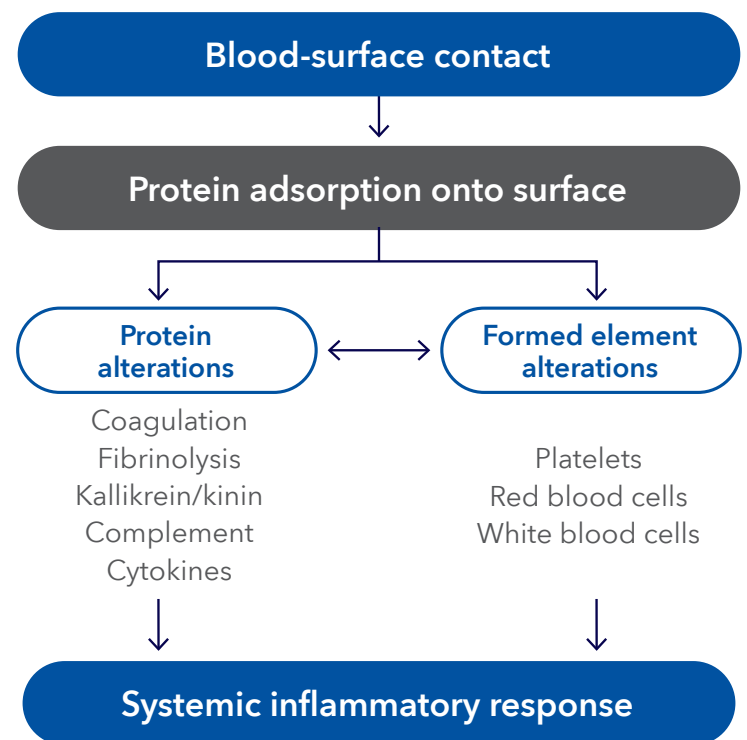 Blood-surface contact
Protein adsorption onto surface
Protein
alterations
Coagulation
Fibrinolysis
Kallikrein/kinin
Complement
Cytokines
Formed element
alterations
Platelets
Red blood cells
White blood cells
Systemic inflammatory response